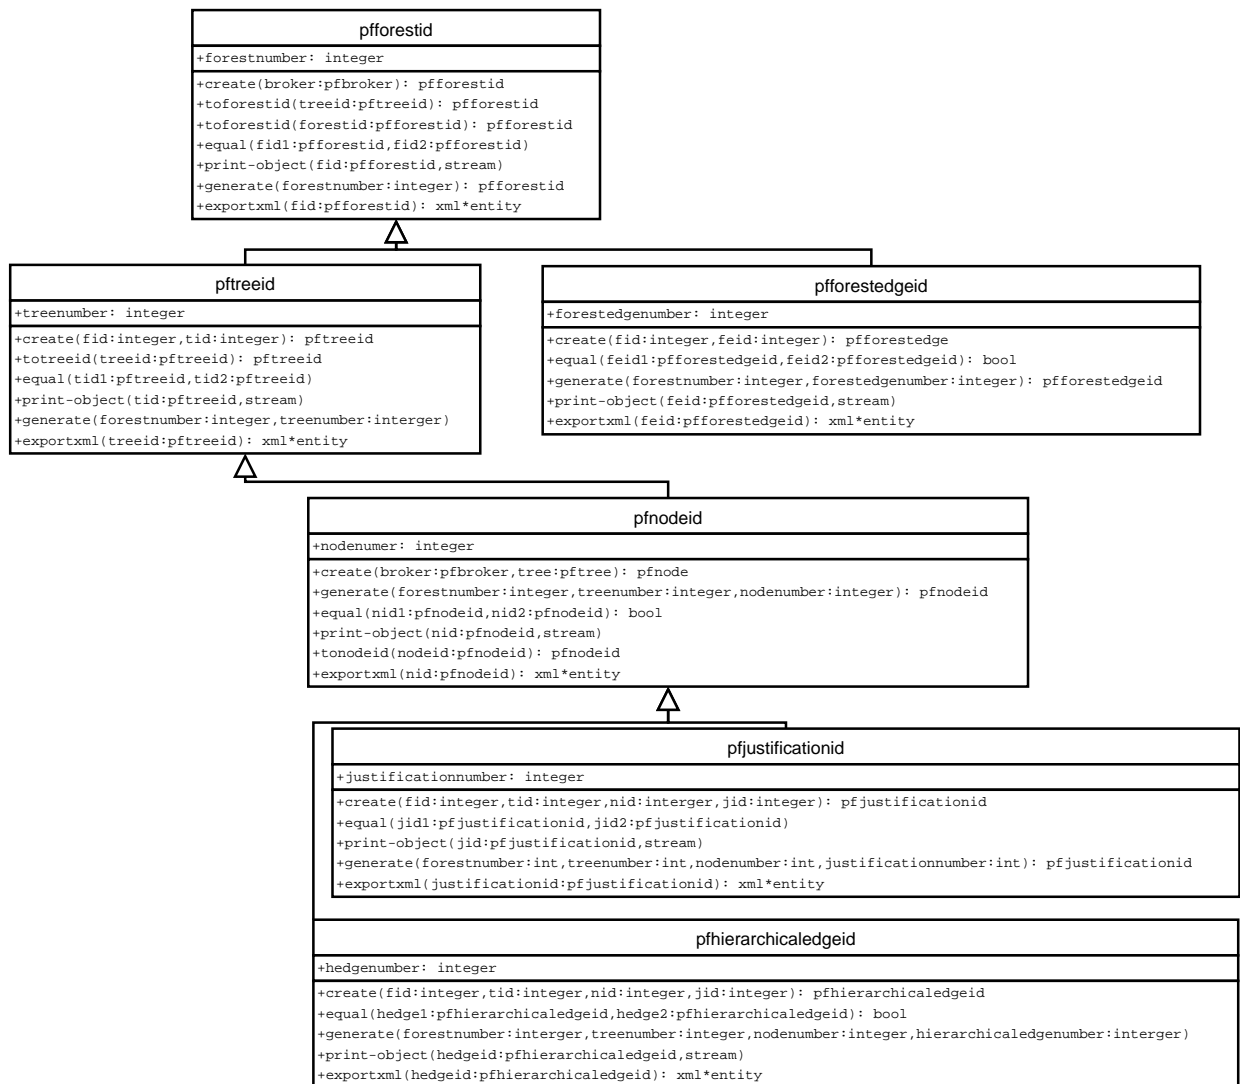 pfforestid
+forestnumber: integer
+create(broker:pfbroker): pfforestid
+toforestid(treeid:pftreeid): pfforestid
+toforestid(forestid:pfforestid): pfforestid
+equal(fid1:pfforestid,fid2:pfforestid)
+print-object(fid:pfforestid,stream)
+generate(forestnumber:integer): pfforestid
+exportxml(fid:pfforestid): xml*entity
pftreeid
+treenumber: integer
+create(fid:integer,tid:integer): pftreeid
+totreeid(treeid:pftreeid): pftreeid
+equal(tid1:pftreeid,tid2:pftreeid)
+print-object(tid:pftreeid,stream)
+generate(forestnumber:integer,treenumber:interger)
+exportxml(treeid:pftreeid): xml*entity
pfforestedgeid
+forestedgenumber: integer
+create(fid:integer,feid:integer): pfforestedge
+equal(feid1:pfforestedgeid,feid2:pfforestedgeid): bool
+generate(forestnumber:integer,forestedgenumber:integer): pfforestedgeid
+print-object(feid:pfforestedgeid,stream)
+exportxml(feid:pfforestedgeid): xml*entity
pfnodeid
+nodenumer: integer
+create(broker:pfbroker,tree:pftree): pfnode
+generate(forestnumber:integer,treenumber:integer,nodenumber:integer): pfnodeid
+equal(nid1:pfnodeid,nid2:pfnodeid): bool
+print-object(nid:pfnodeid,stream)
+tonodeid(nodeid:pfnodeid): pfnodeid
+exportxml(nid:pfnodeid): xml*entity
pfjustificationid
+justificationnumber: integer
+create(fid:integer,tid:integer,nid:interger,jid:integer): pfjustificationid
+equal(jid1:pfjustificationid,jid2:pfjustificationid)
+print-object(jid:pfjustificationid,stream)
+generate(forestnumber:int,treenumber:int,nodenumber:int,justificationnumber:int): pfjustificationid
+exportxml(justificationid:pfjustificationid): xml*entity
pfhierarchicaledgeid
+hedgenumber: integer
+create(fid:integer,tid:integer,nid:integer,jid:integer): pfhierarchicaledgeid
+equal(hedge1:pfhierarchicaledgeid,hedge2:pfhierarchicaledgeid): bool
+generate(forestnumber:interger,treenumber:integer,nodenumber:integer,hierarchicaledgenumber:interger)
+print-object(hedgeid:pfhierarchicaledgeid,stream)
+exportxml(hedgeid:pfhierarchicaledgeid): xml*entity